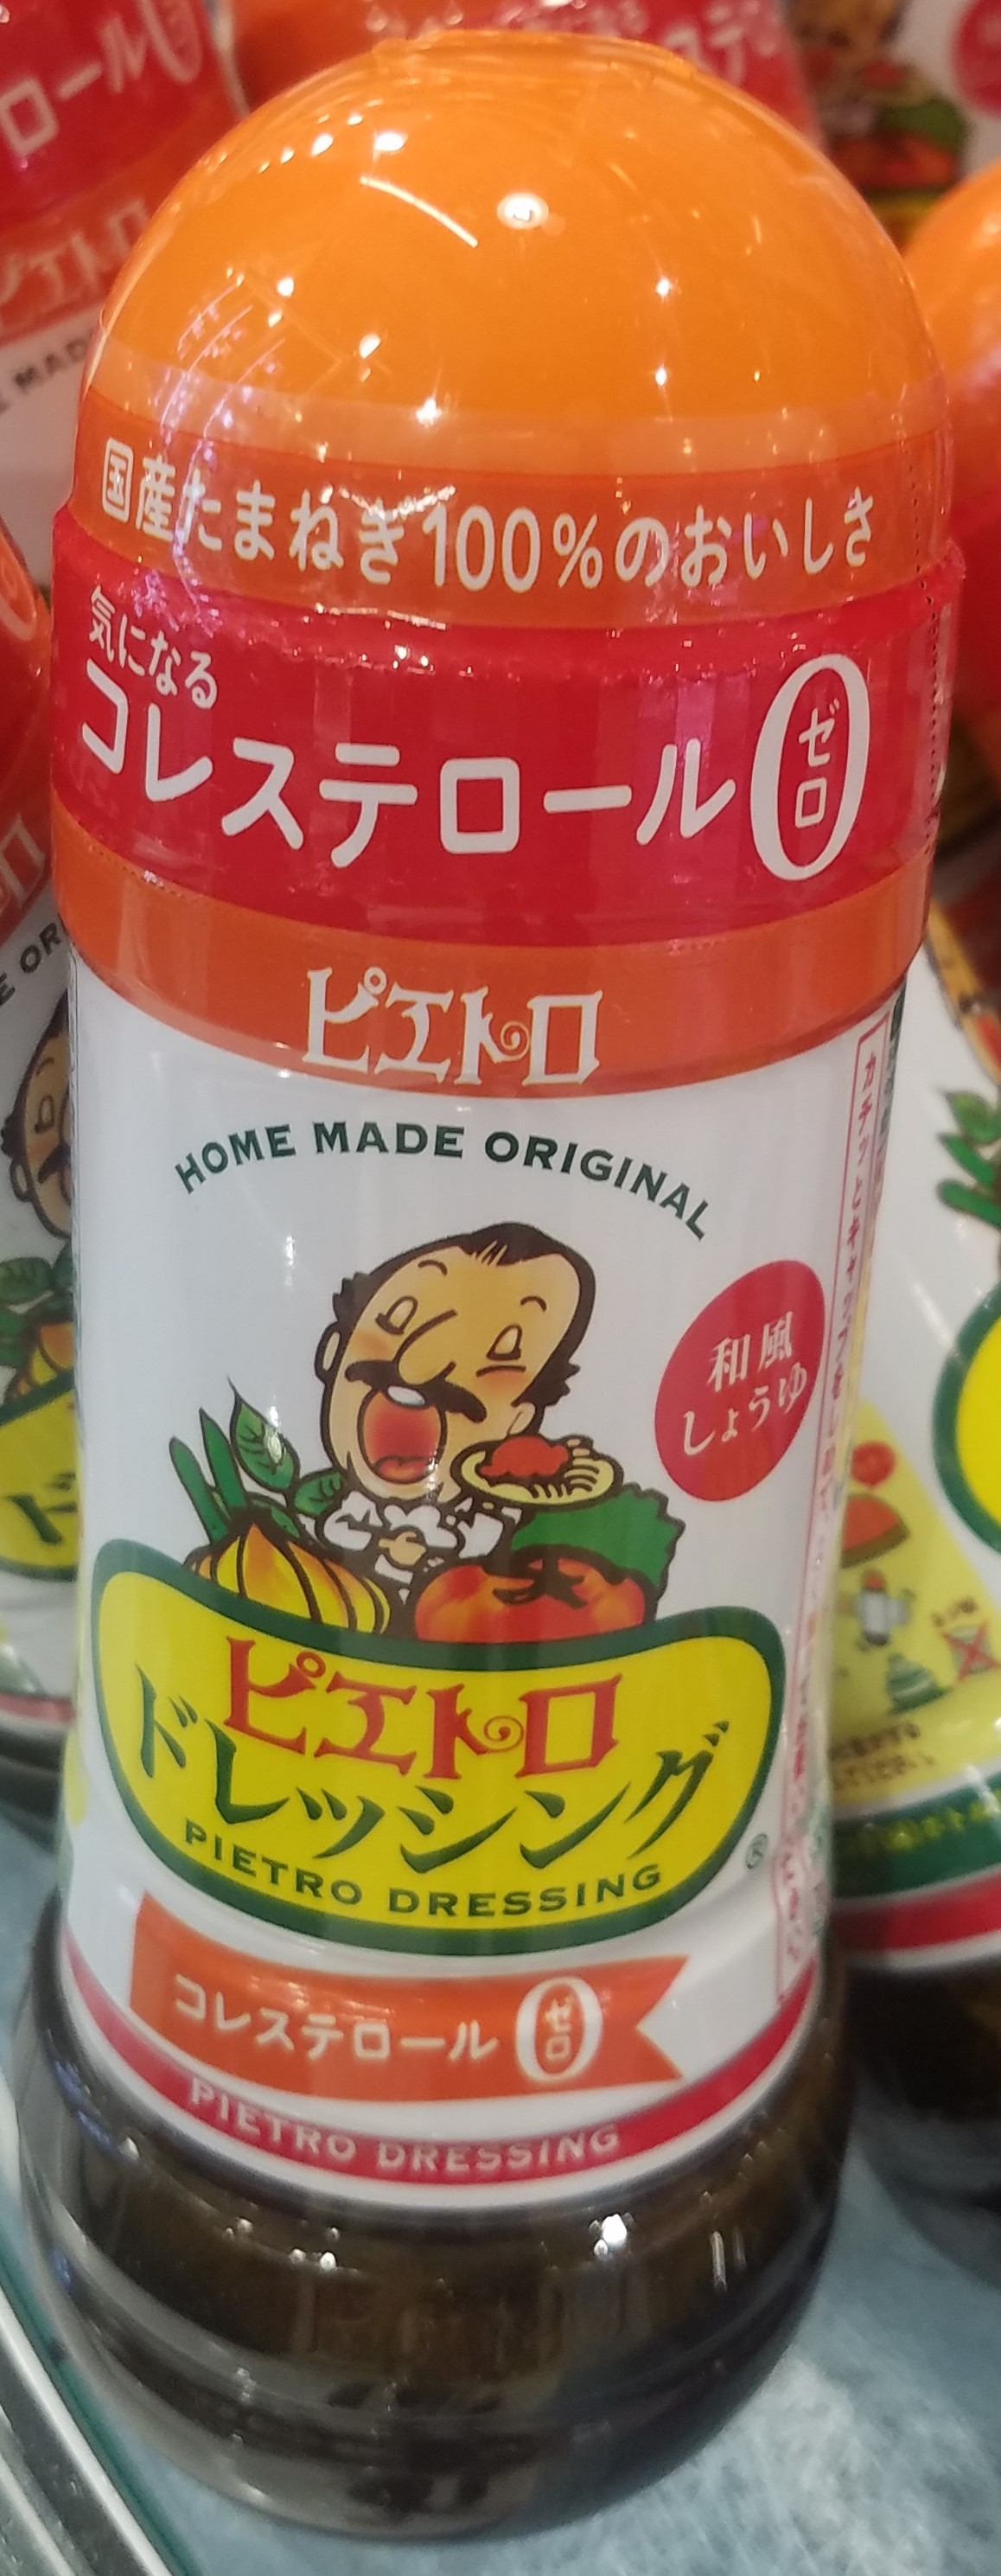 国産たまねぎ100%のおいしさ
気になる
コレステロール0
ゼロ
ピエトロ
HOME MADE ORIGINAL
和風
しょうゆ
ピエトロ
ドレッシング
PIETRO DRESSING
®
コレステロール0
ゼロ
PIETRO DRESSING